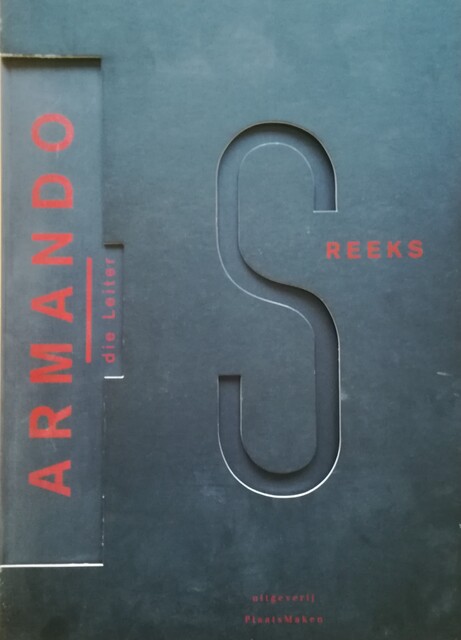 ARMANDO
die Leiter
S
REEKS
uitgeverij
PlaatsMaken